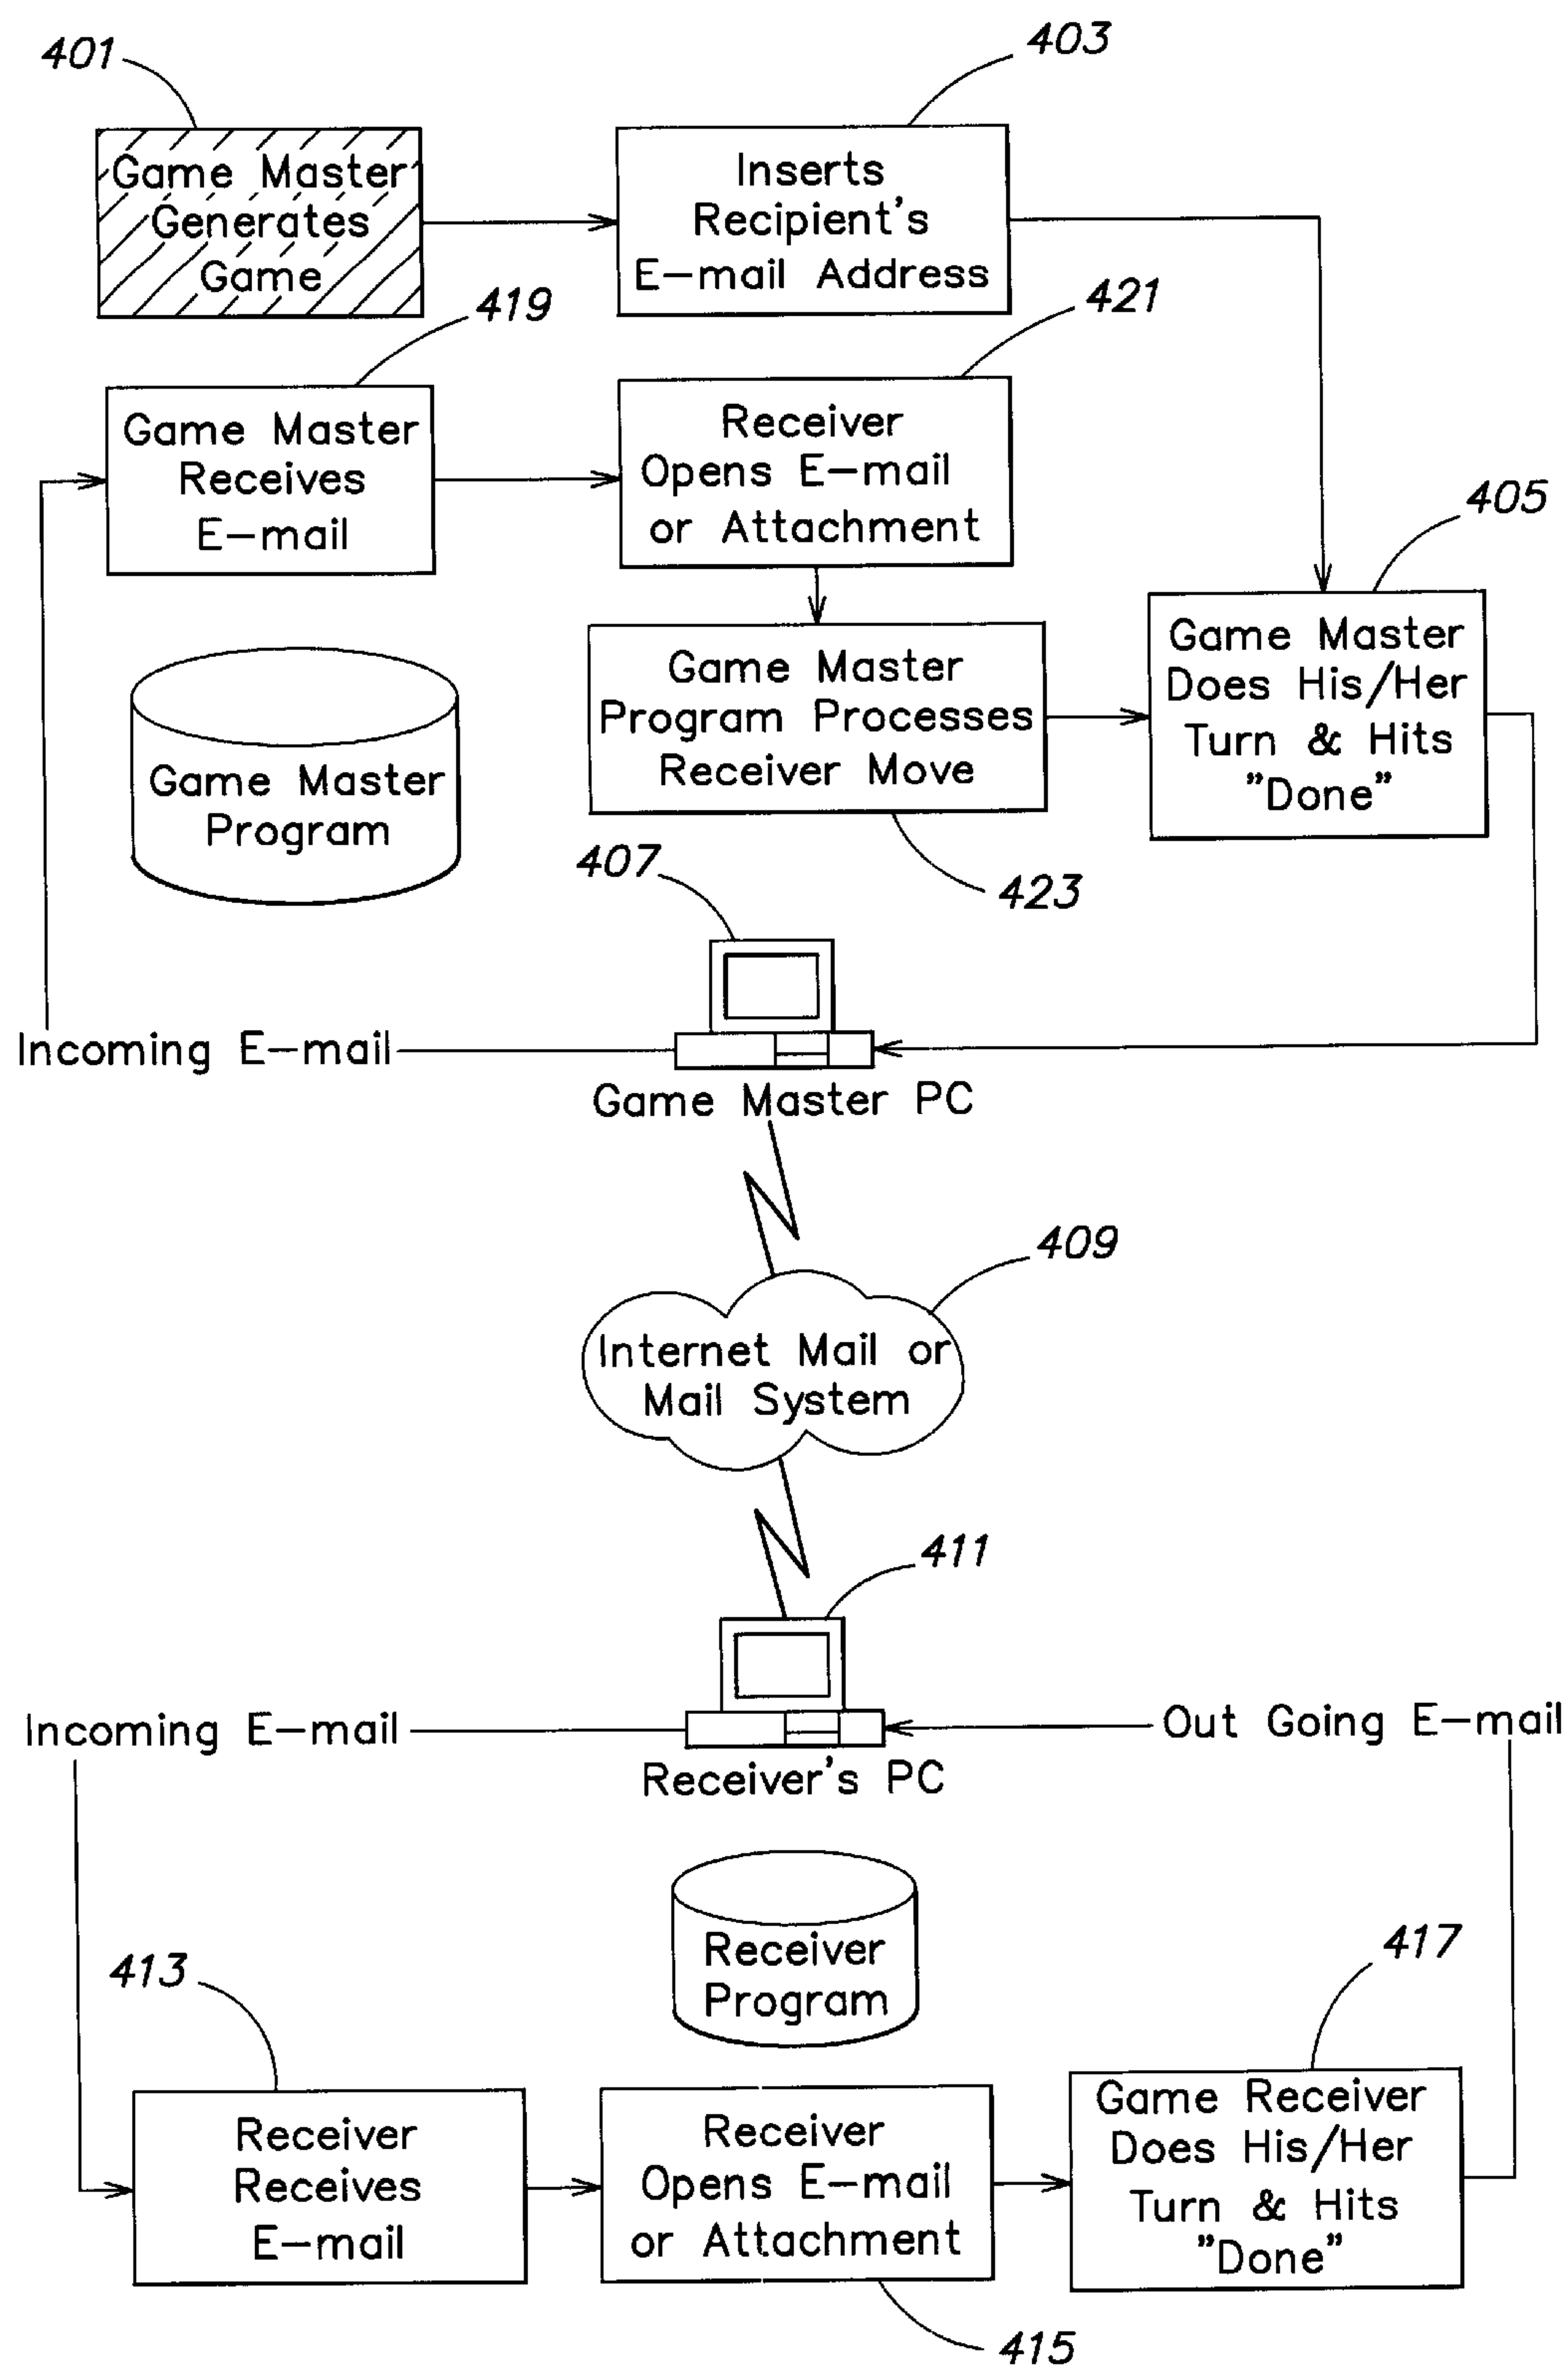 401
403
Game Master
Generates
Game
Inserts
Recipient's
E-mail Address
419
421
Game Master
Receives
E-mail
Receiver
Opens E-mail
or Attachment
405
Game Master
Program Processes
Receiver Move
Game Master
Does His/Her
Turn & Hits
"Done"
Game Master
Program
407
423
Incoming E-mail
Game Master PC
409
Internet Mail or
Mail System
411
Incoming E-mail
Out Going E-mail
Receiver's PC
Receiver
Program
413
417
Receiver
Receives
E-mail
Receiver
Opens E-mail
or Attachment
Game Receiver
Does His/Her
Turn & Hits
"Done"
415